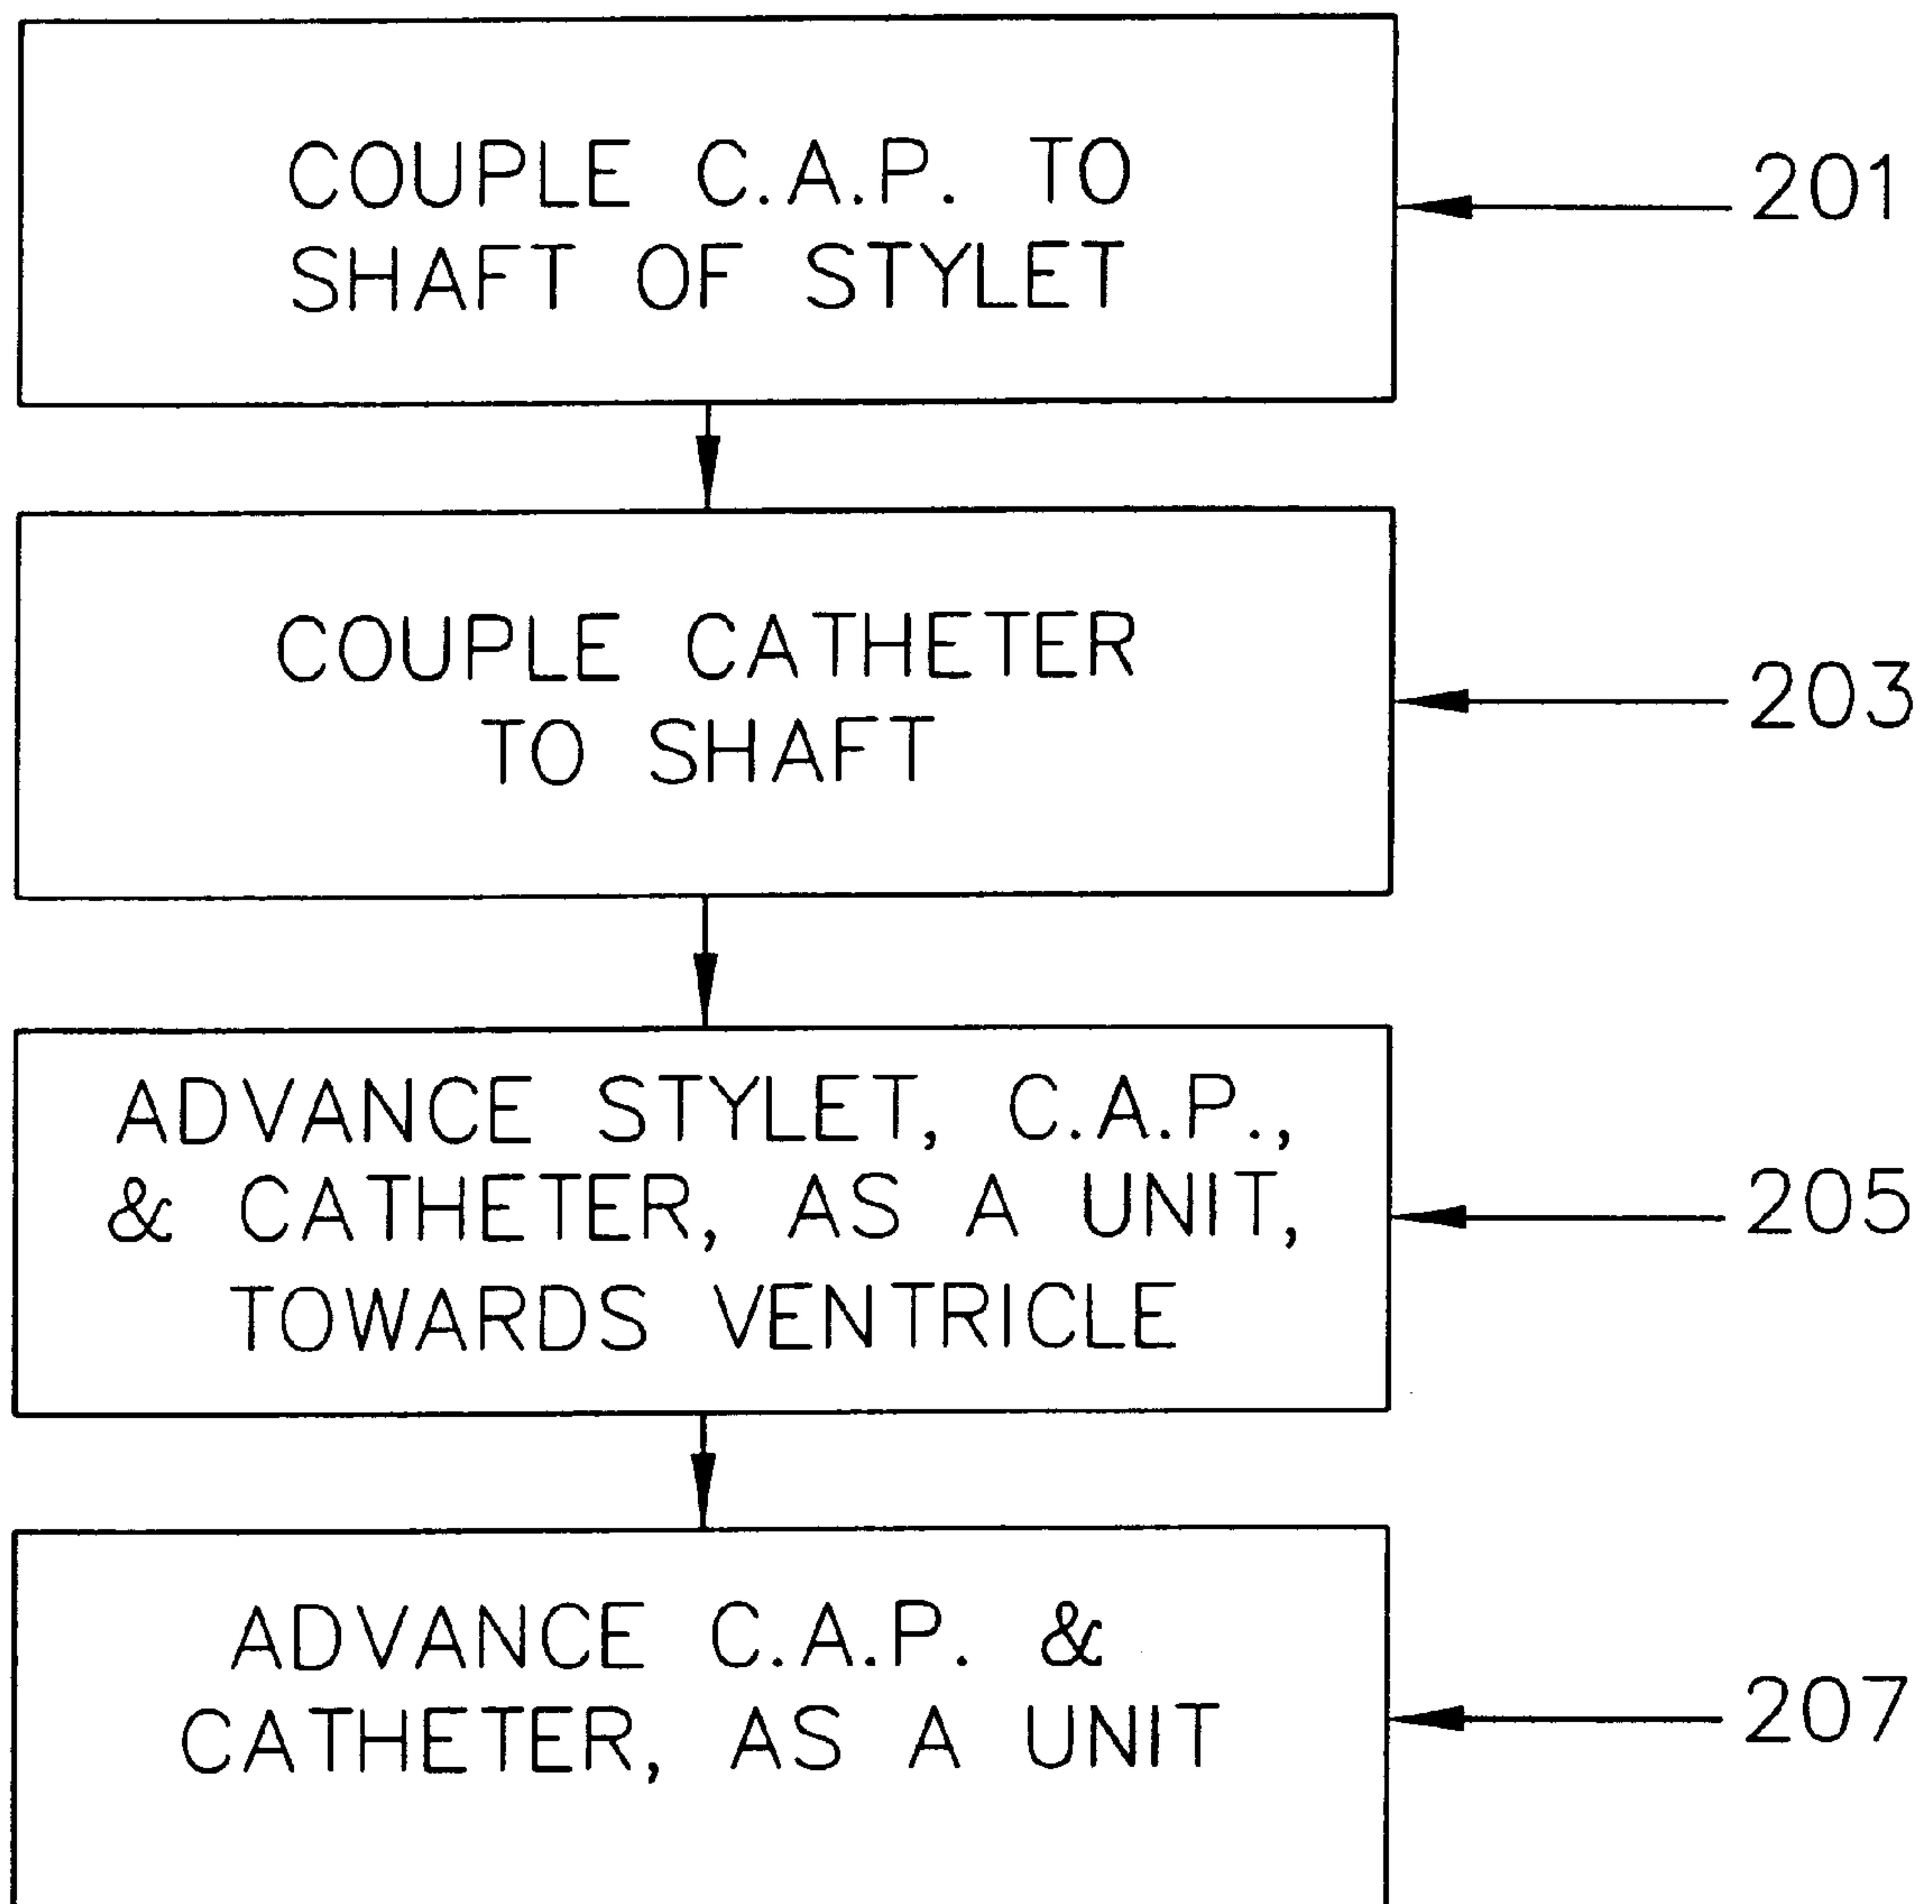 COUPLE C.A.P. TO
SHAFT OF STYLET
201
COUPLE CATHETER
TO SHAFT
203
ADVANCE STYLET, C.A.P.,
& CATHETER, AS A UNIT,
TOWARDS VENTRICLE
205
ADVANCE C.A.P. &
CATHETER, AS A UNIT
207